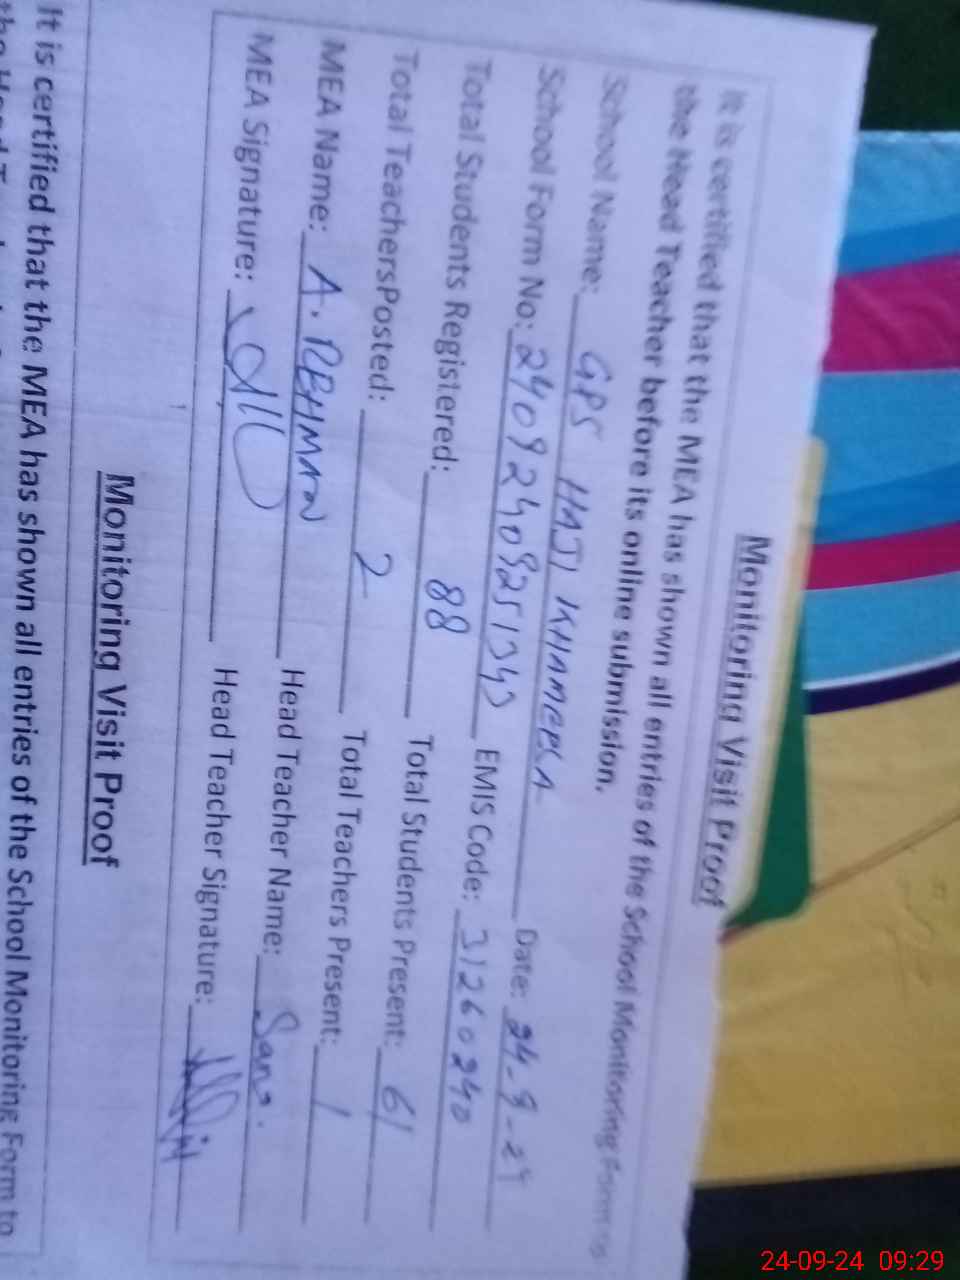 Monitoring Visit Proof
It is certified that the MEA has shown all entries of the School Monitoring Form to
the Head Teacher before its online submission.
School Name: GPS HAJI Date: 24-9-24
School Form No: EMIS Code: 31260240
Total Students Registered: 88 Total Students Present: 61
Total TeachersPosted: 2 Total Teachers Present: 1
MEA Name: A. REHMAN Head Teacher Name: Sana.
MEA Signature: Head Teacher Signature:
Monitoring Visit Proof
It is certified that the MEA has shown all entries of the School Monitoring Form to
the Head
24-09-24 09:29